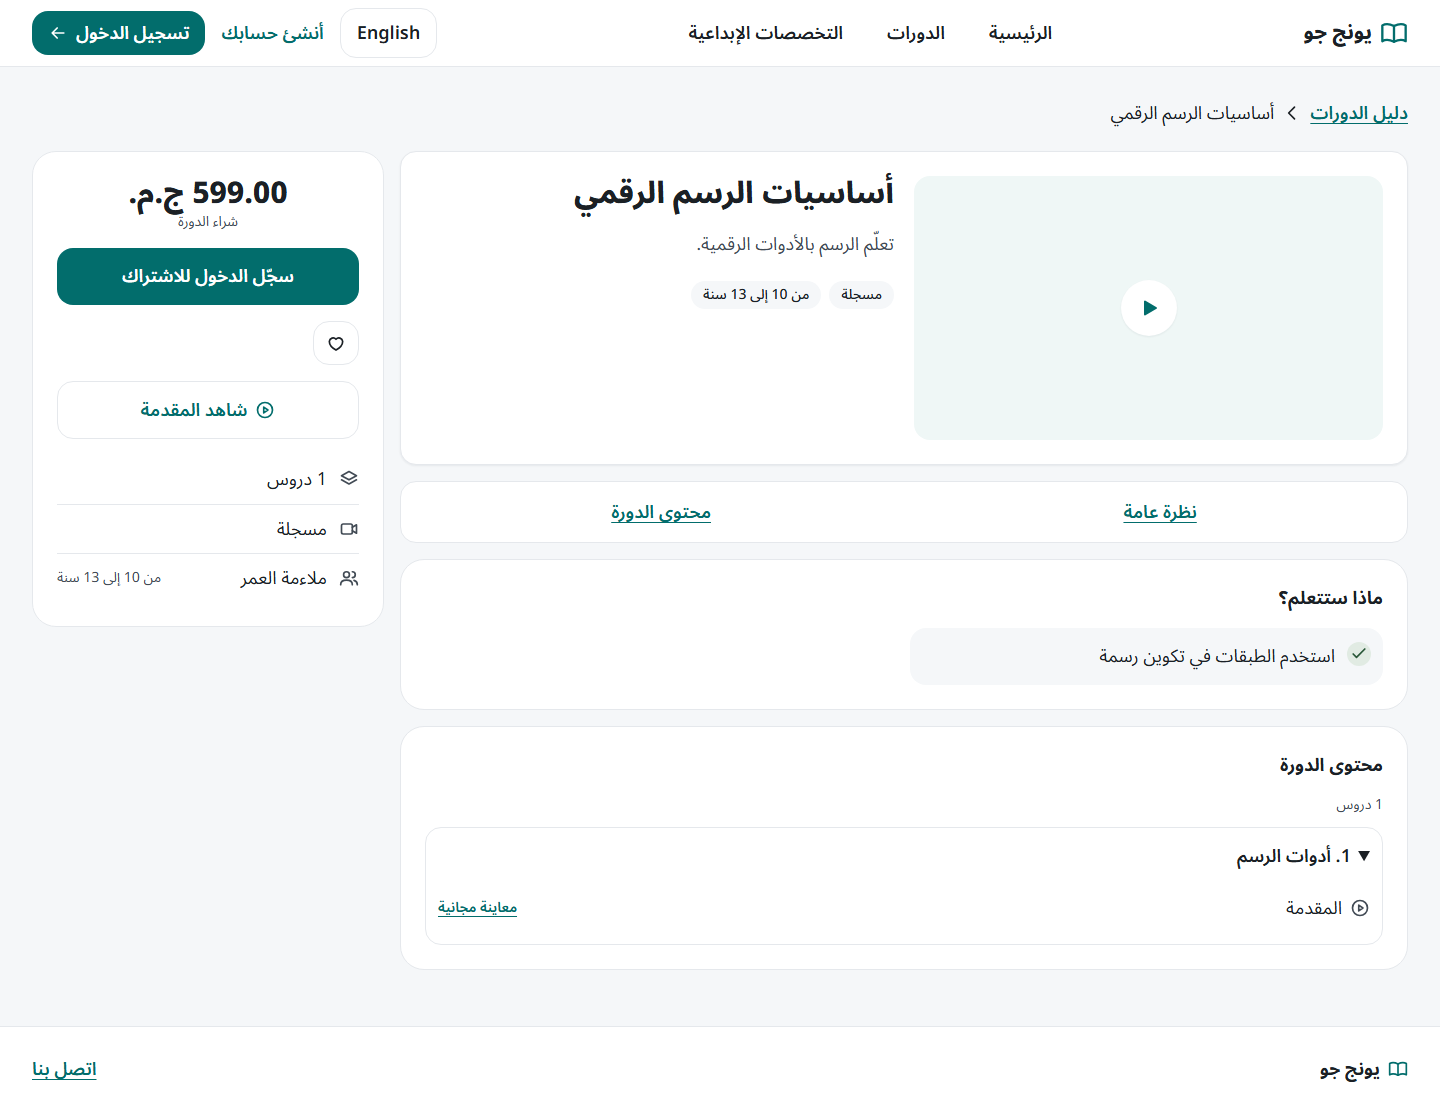 يونج جو
الرئيسية
الدورات
التخصصات الإبداعية
English
أنشئ حسابك
تسجيل الدخول
دليل الدورات
أساسيات الرسم الرقمي
أساسيات الرسم الرقمي
تعلّم الرسم بالأدوات الرقمية.
مسجلة
من 10 إلى 13 سنة
599.00 ج.م.
شراء الدورة
سجّل الدخول للاشتراك
شاهد المقدمة
1 دروس
مسجلة
ملاءمة العمر
من 10 إلى 13 سنة
نظرة عامة
محتوى الدورة
ماذا ستتعلم؟
استخدم الطبقات في تكوين رسمة
محتوى الدورة
1 دروس
1. أدوات الرسم
المقدمة
معاينة مجانية
يونج جو
اتصل بنا